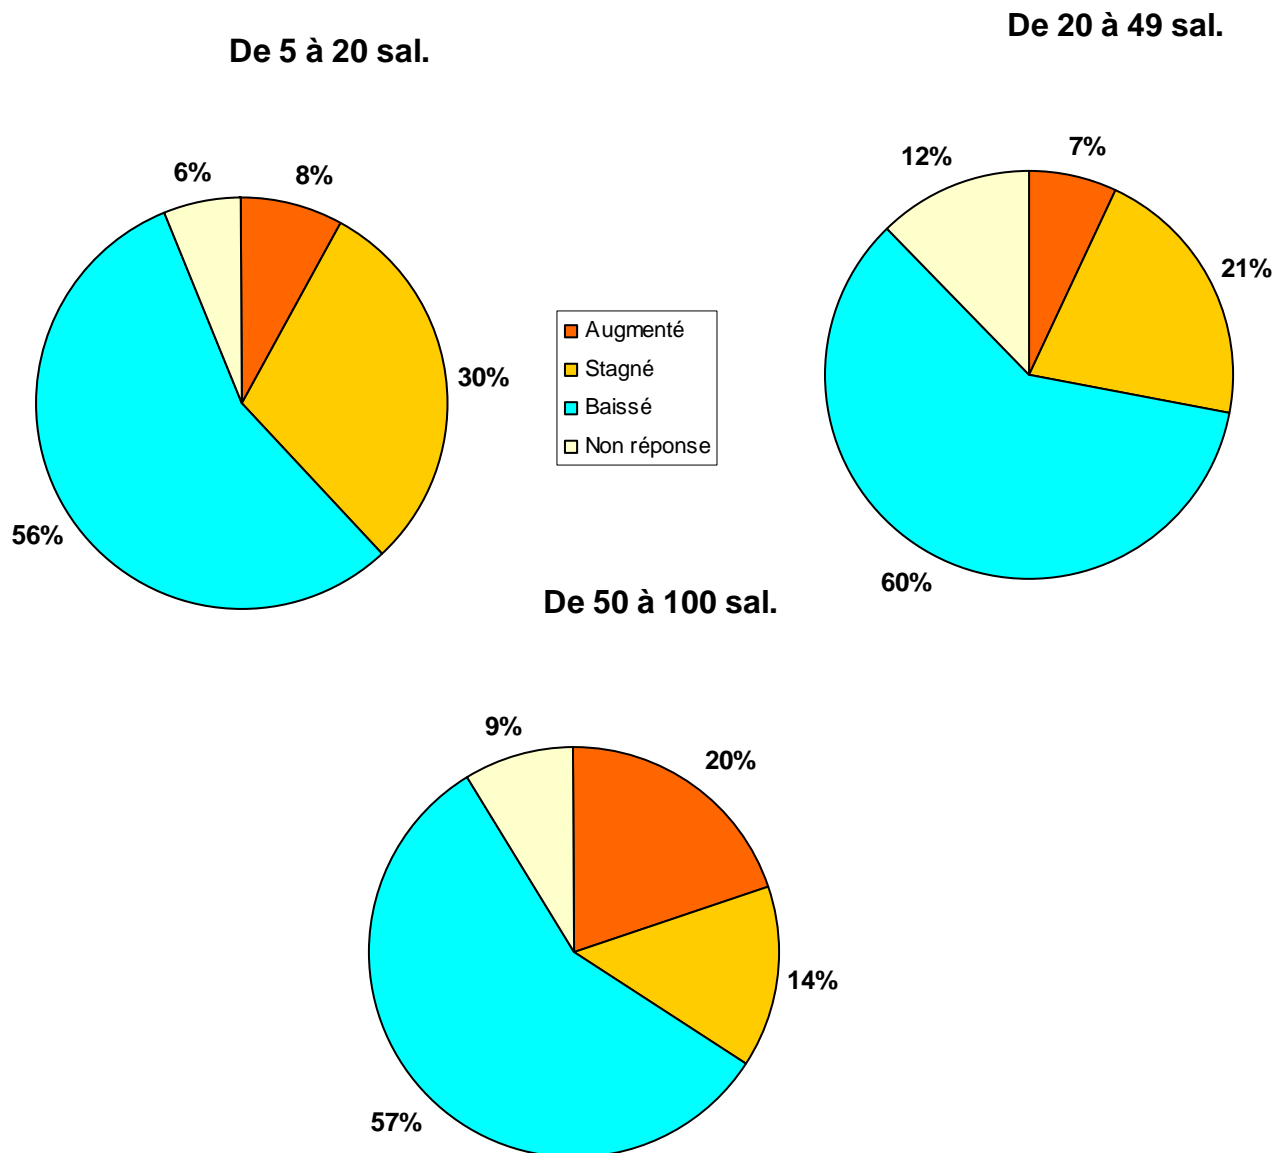 De 5 à 20 sal.
6%
8%
30%
56%
Augmenté
Stagné
Baissé
Non réponse
De 20 à 49 sal.
12%
7%
21%
60%
De 50 à 100 sal.
9%
20%
14%
57%